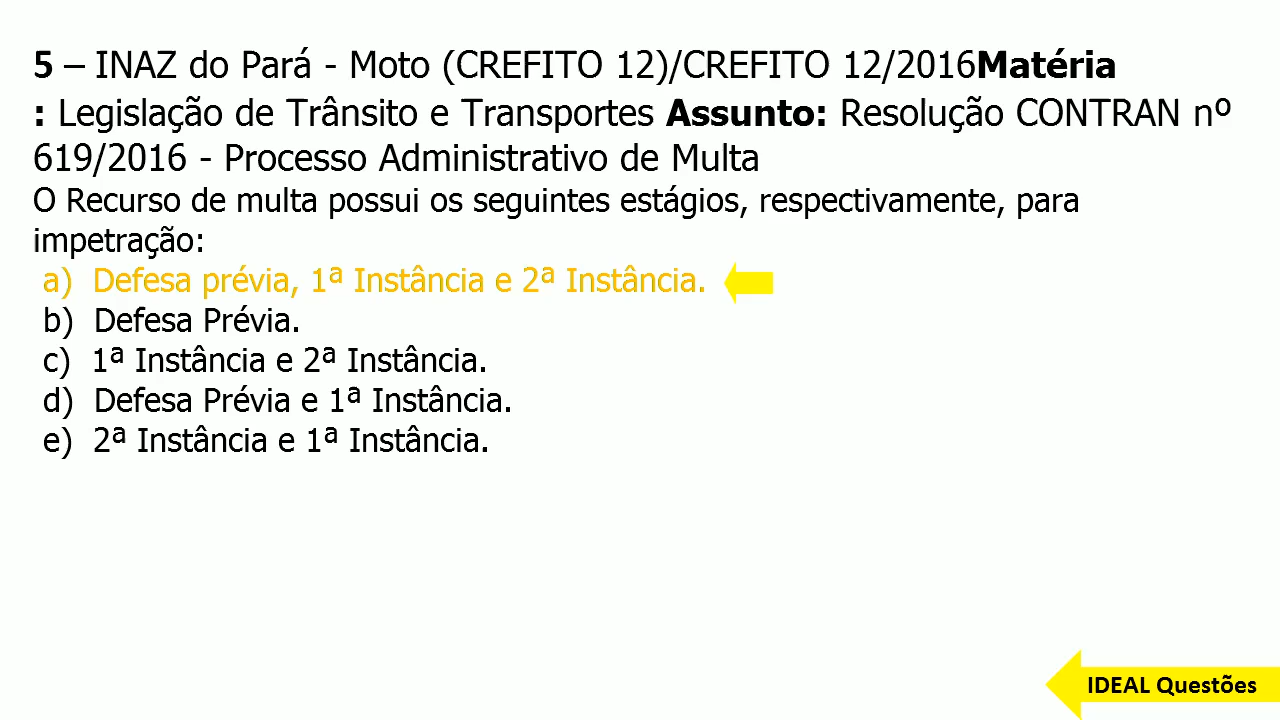 5 – INAZ do Pará - Moto (CREFITO 12)/CREFITO 12/2016Matéria
: Legislação de Trânsito e Transportes Assunto: Resolução CONTRAN nº
619/2016 - Processo Administrativo de Multa
O Recurso de multa possui os seguintes estágios, respectivamente, para
impetração:
a) Defesa prévia, 1ª Instância e 2ª Instância.
b) Defesa Prévia.
c) 1ª Instância e 2ª Instância.
d) Defesa Prévia e 1ª Instância.
e) 2ª Instância e 1ª Instância.
IDEAL Questões